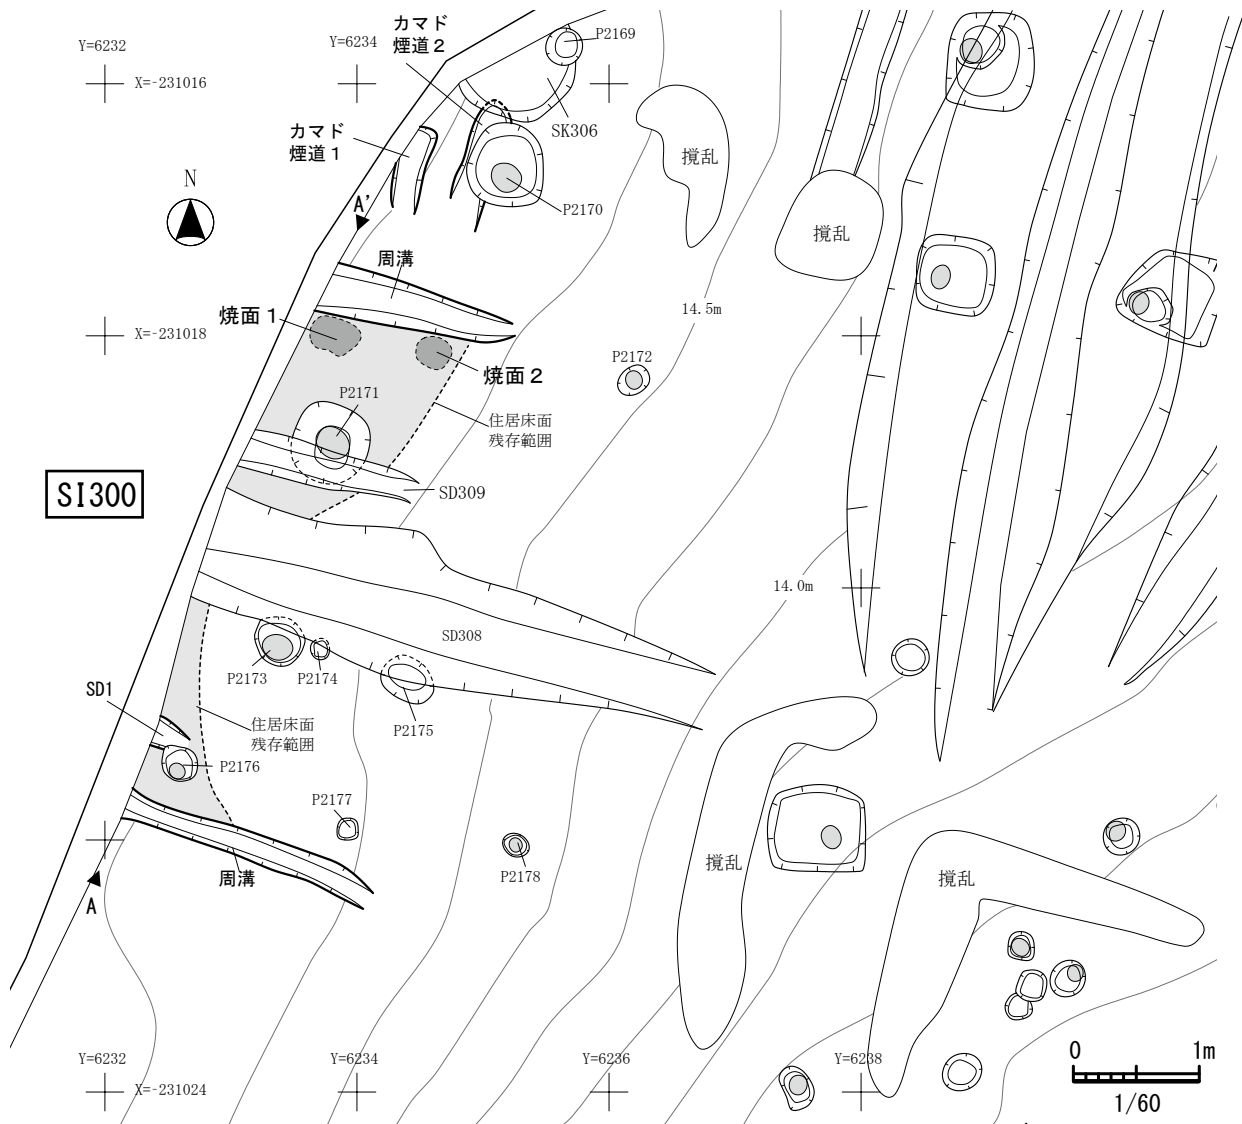 カマド
煙道２
P2169
Y=6232
Y=6234
X=-231016
SK306
カマド
煙道１
撹乱
N
A'
P2170
撹乱
周溝
14.5m
焼面１
X=-231018
P2172
焼面２
P2171
住居床面
残存範囲
SI300
SD309
14.0m
SD308
P2173
P2174
SD1
住居床面
残存範囲
P2175
P2176
P2177
撹乱
P2178
周溝
撹乱
A
Y=6232
Y=6234
Y=6236
Y=6238
0
1m
X=-231024
1/60